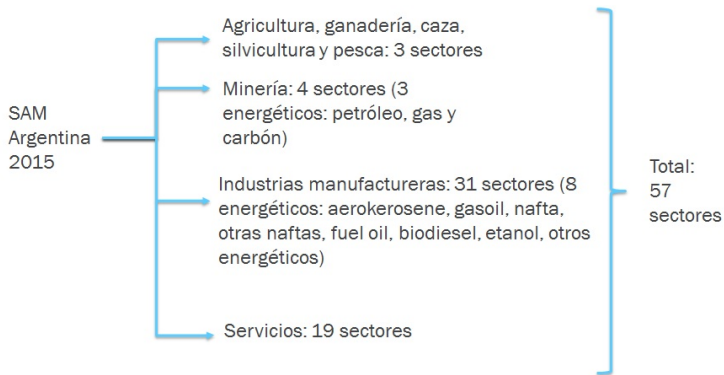 SAM
Argentina
2015
Agricultura, ganadería, caza,
silvicultura y pesca: 3 sectores
Minería: 4 sectores (3
energéticos: petróleo, gas y
carbón)
Industrias manufactureras: 31 sectores (8
energéticos: aerokerosene, gasoil, nafta,
otras naftas, fuel oil, biodiesel, etanol, otros
energéticos)
Servicios: 19 sectores
Total:
57
sectores